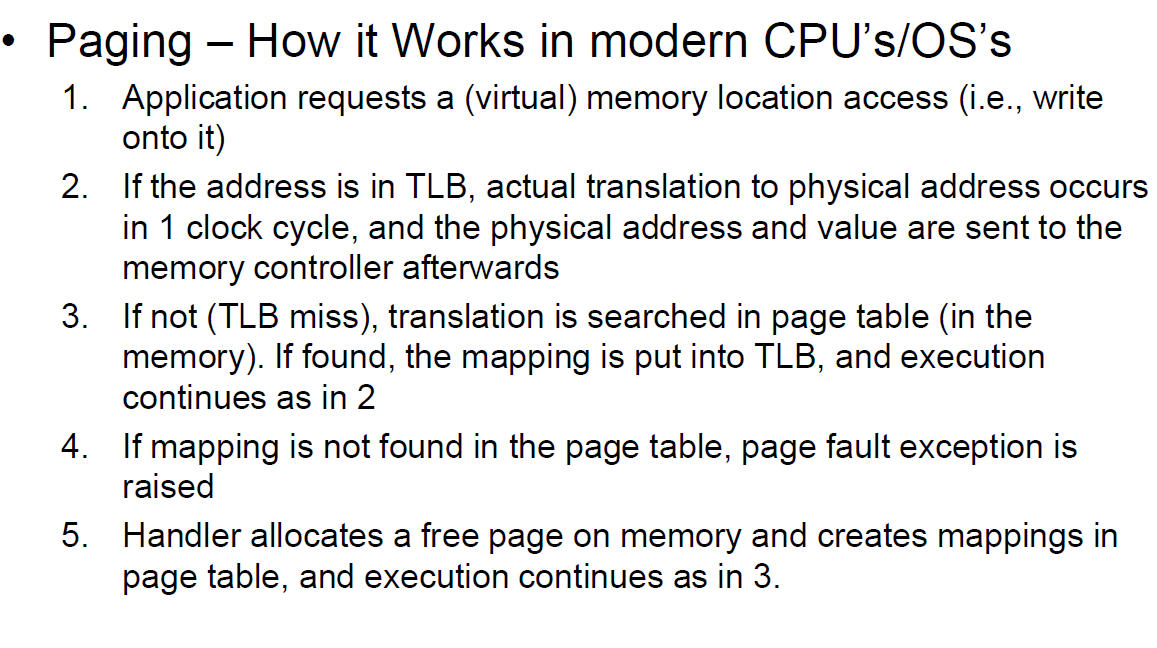 • Paging – How it Works in modern CPU's/OS's
1. Application requests a (virtual) memory location access (i.e., write
onto it)
2. If the address is in TLB, actual translation to physical address occurs
in 1 clock cycle, and the physical address and value are sent to the
memory controller afterwards
3. If not (TLB miss), translation is searched in page table (in the
memory). If found, the mapping is put into TLB, and execution
continues as in 2
4. If mapping is not found in the page table, page fault exception is
raised
5. Handler allocates a free page on memory and creates mappings in
page table, and execution continues as in 3.